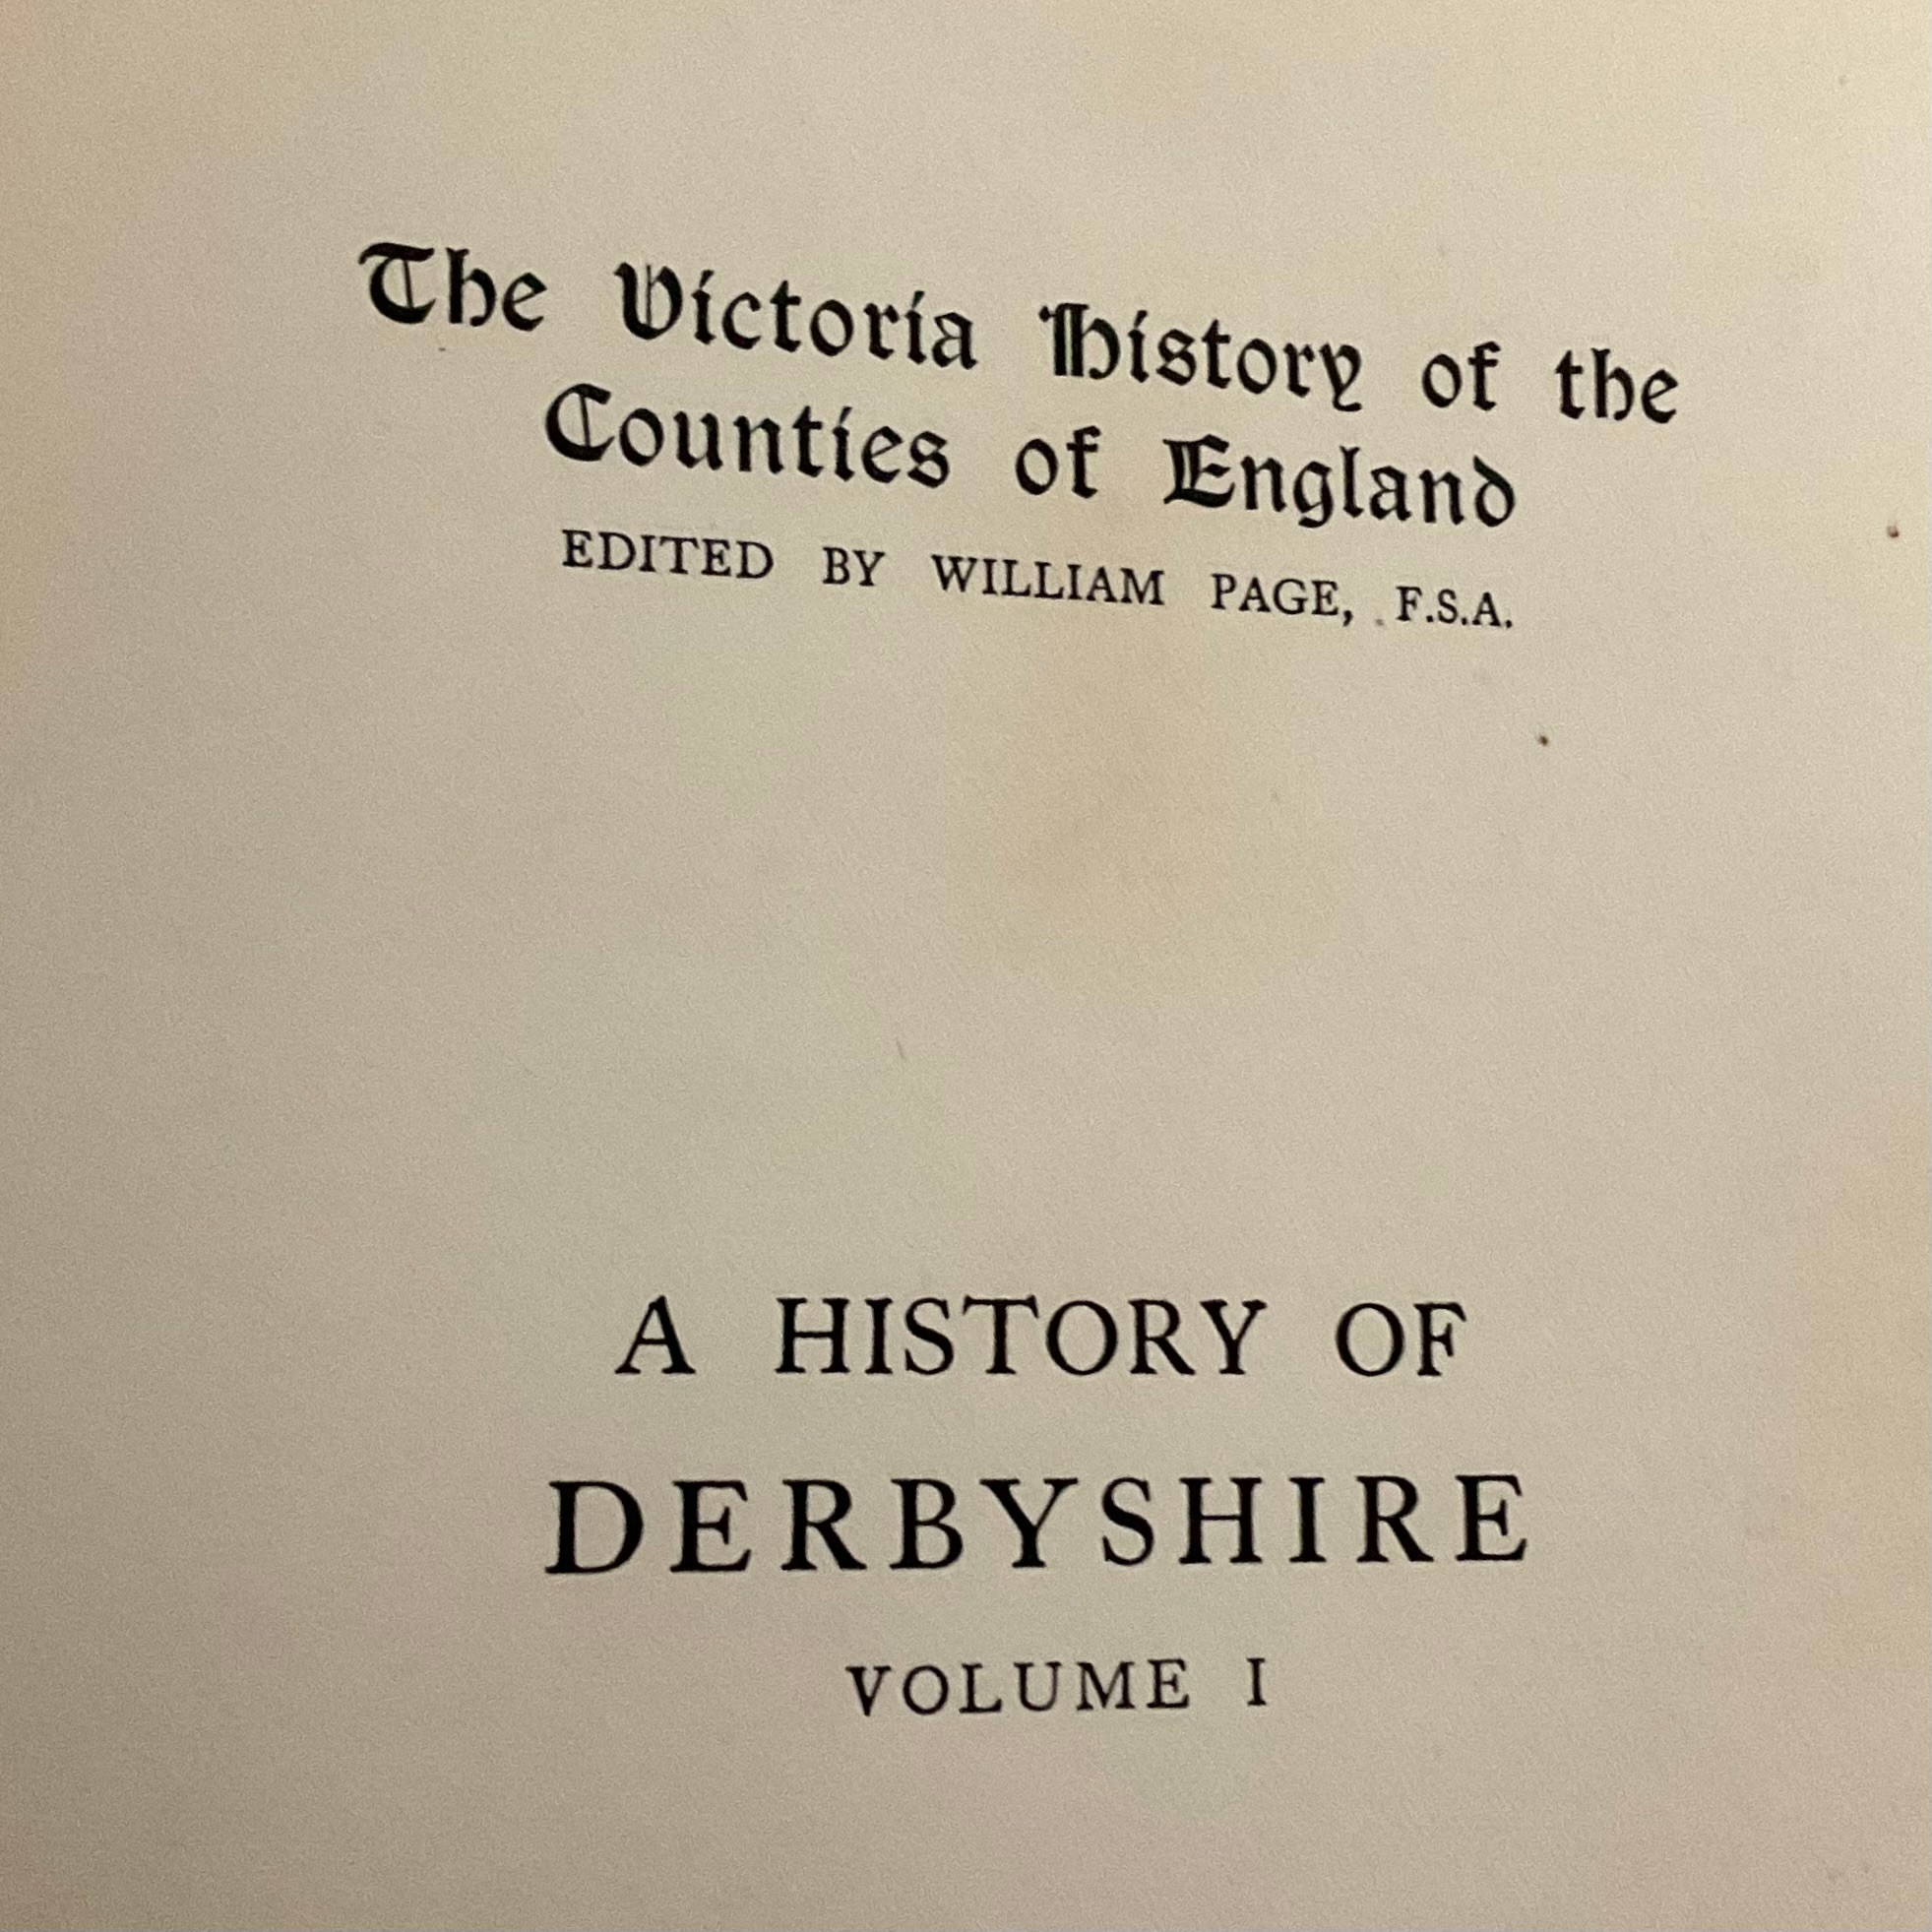 The Victoria History of the
Counties of England
EDITED BY WILLIAM PAGE, F.S.A.
A HISTORY OF
DERBYSHIRE
VOLUME I